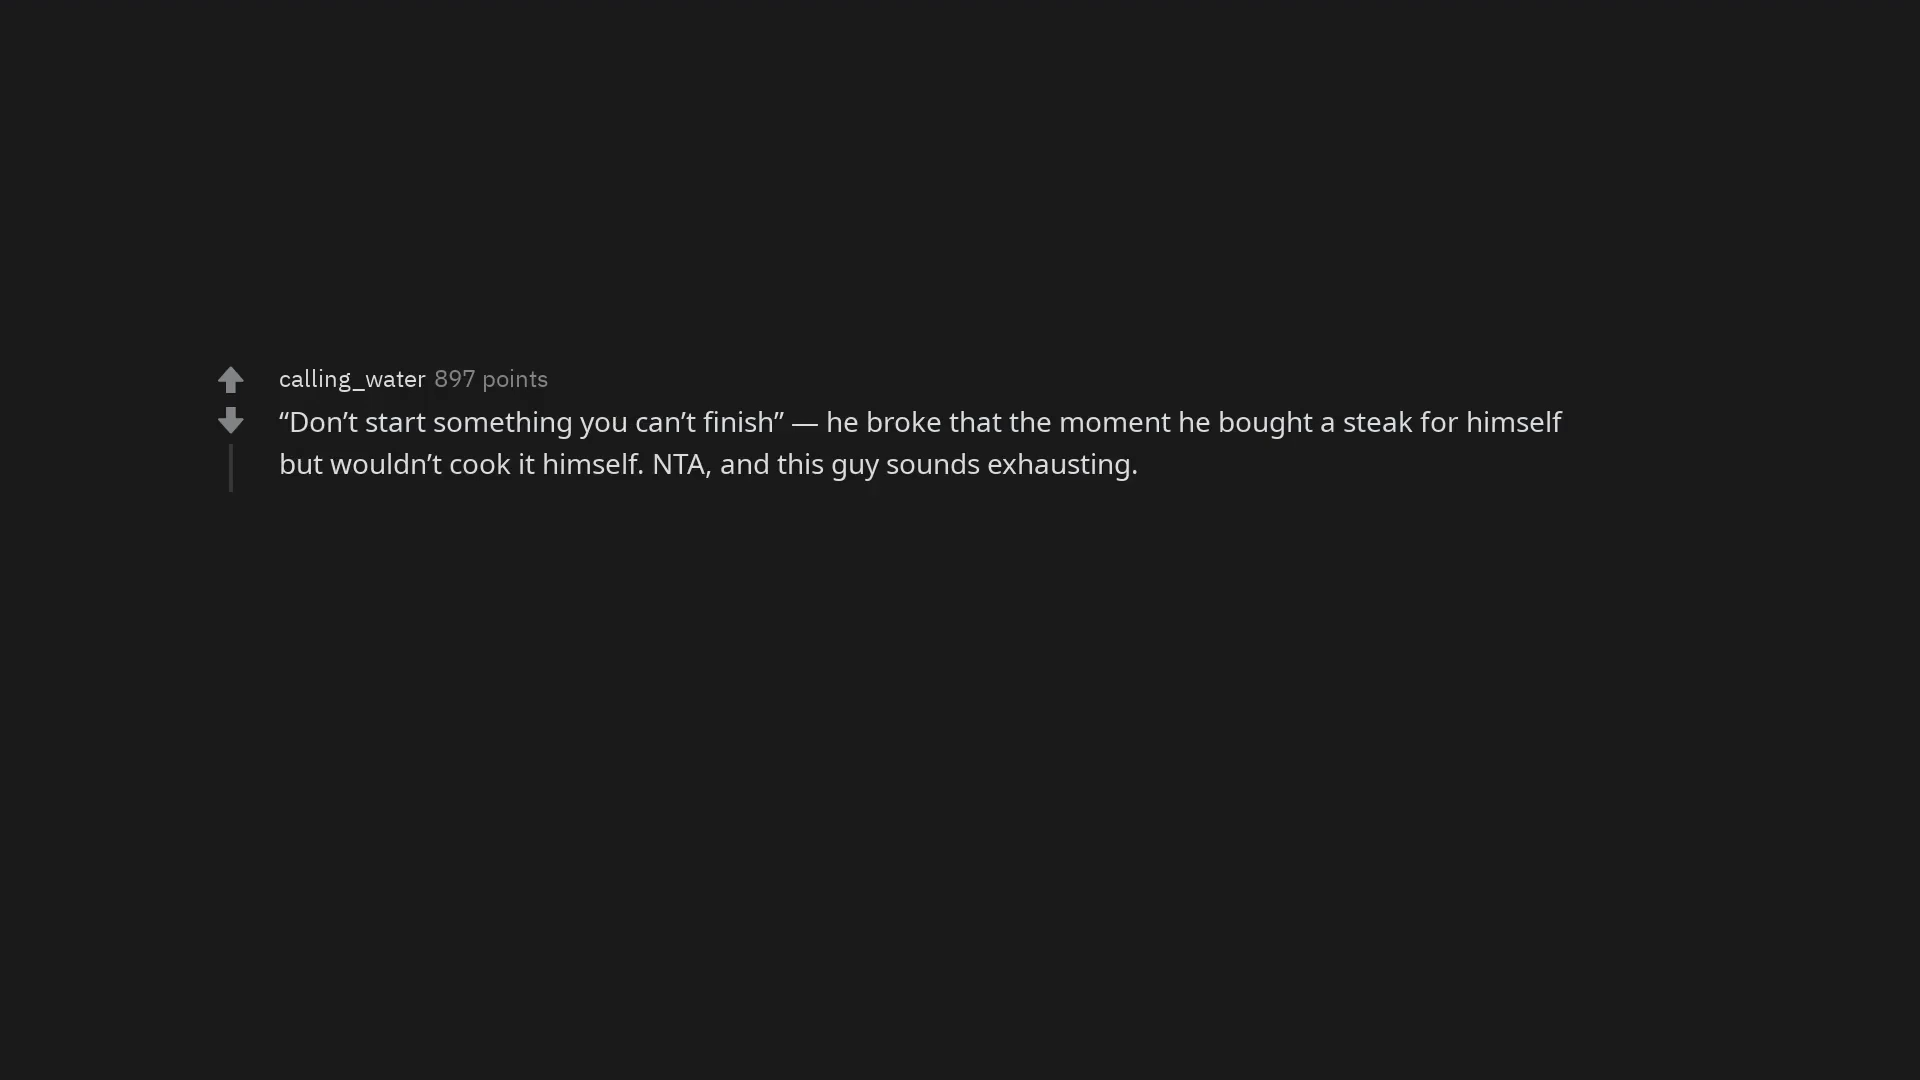 calling_water 897 points
“Don’t start something you can’t finish” — he broke that the moment he bought a steak for himself
but wouldn’t cook it himself. NTA, and this guy sounds exhausting.